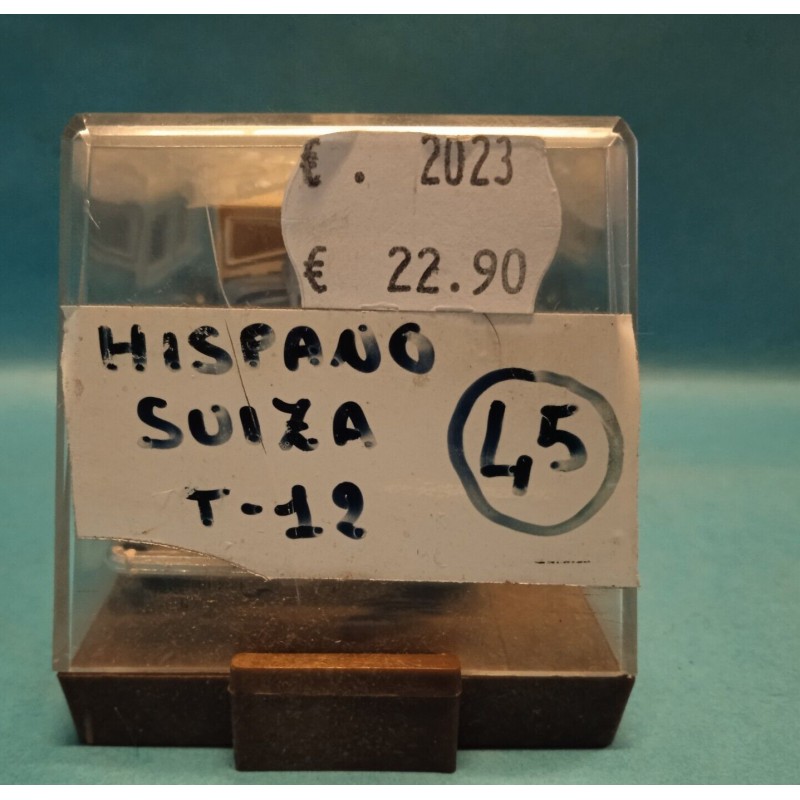 €. 2023
€ 22.90
HISPANO
SUIZA
T-12
45